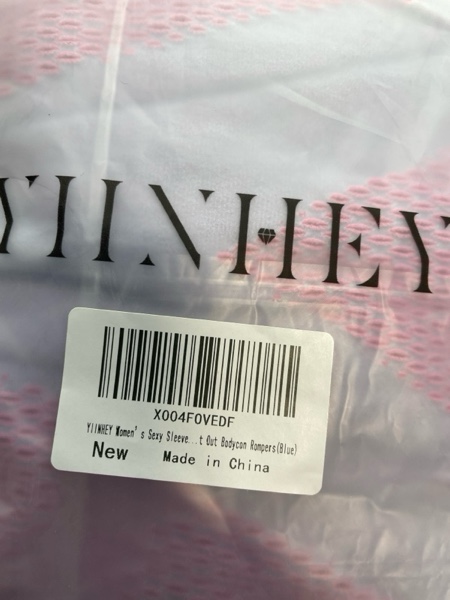 YIINHEY
X004F0VEDF
YIINHEY Women's Sexy Sleeve...t Out Bodycon Rompers(Blue)
New Made in China